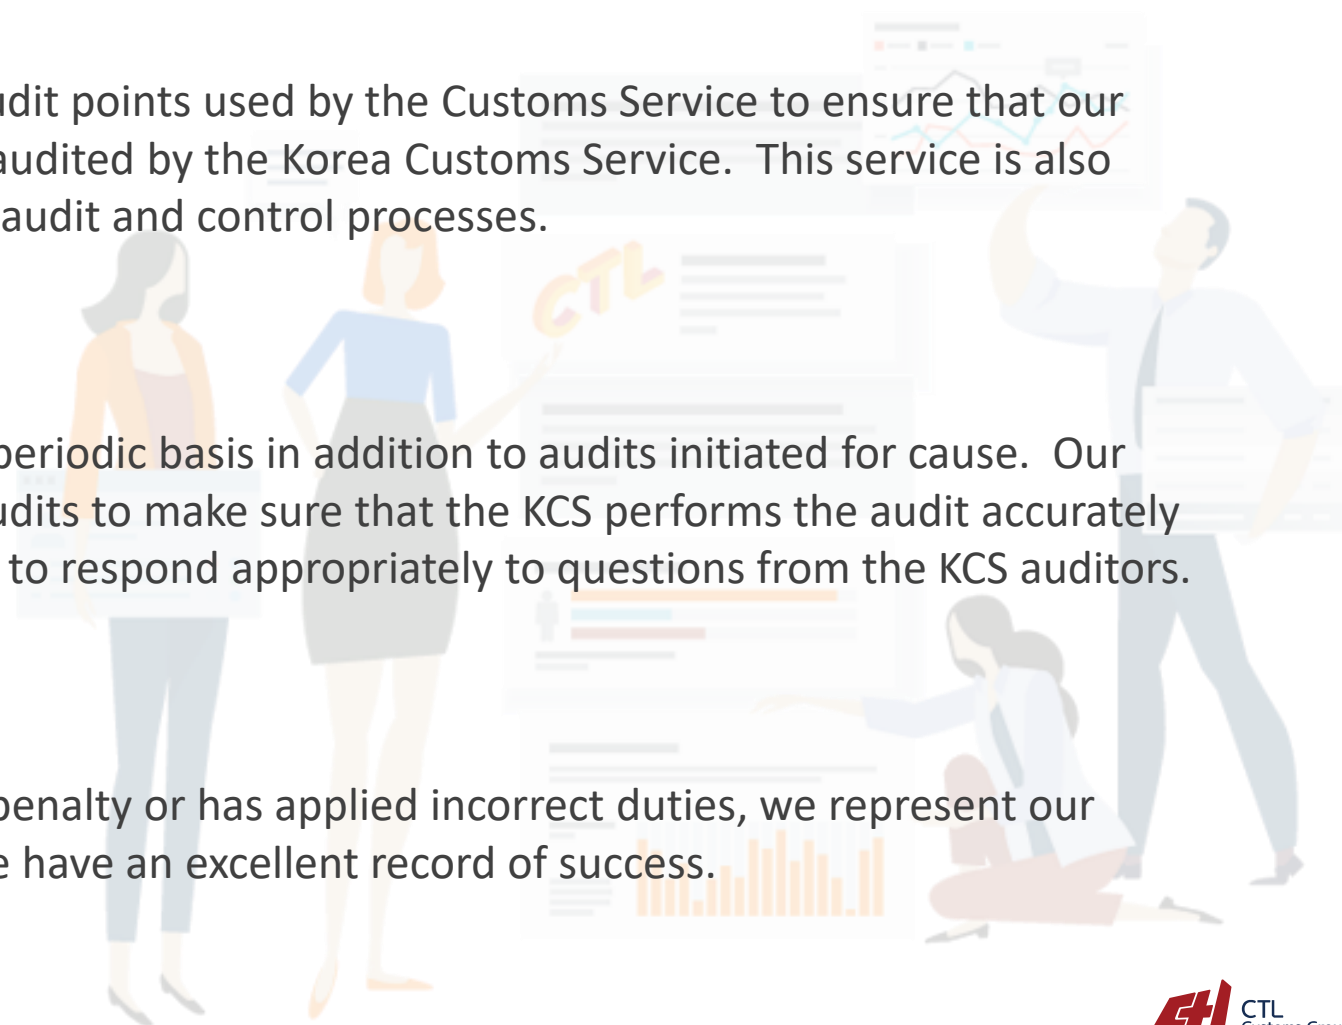 udit points used by the Customs Service to ensure that our
audited by the Korea Customs Service.  This service is also
audit and control processes.
CTL
periodic basis in addition to audits initiated for cause.  Our
udits to make sure that the KCS performs the audit accurately
to respond appropriately to questions from the KCS auditors.
penalty or has applied incorrect duties, we represent our
e have an excellent record of success.
CTL